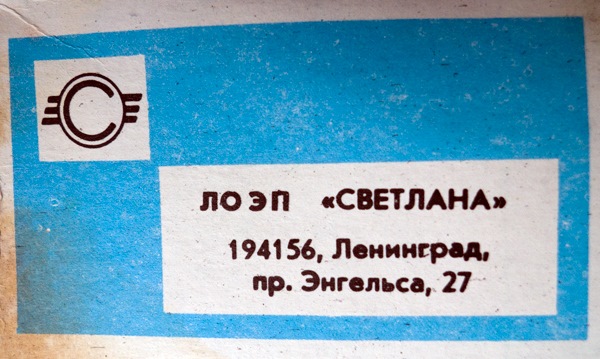 С
ЛОЭП «СВЕТЛАНА»
194156, Ленинград,
пр. Энгельса, 27